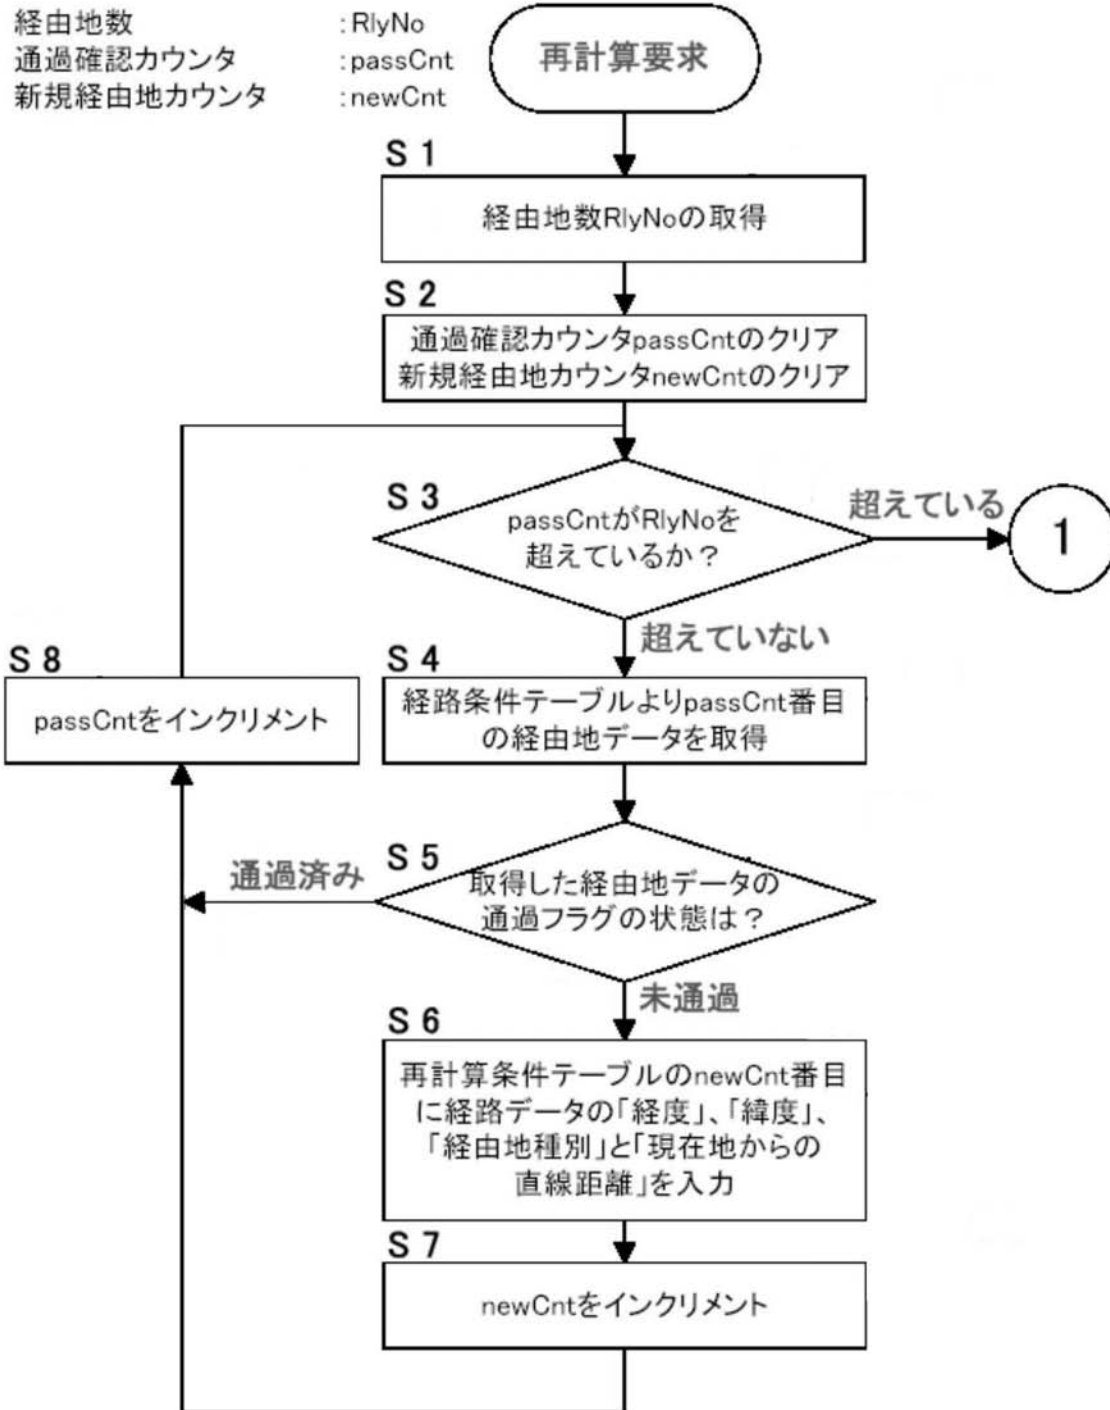 経由地数 :RlyNo
通過確認カウンタ :passCnt
新規経由地カウンタ :newCnt
再計算要求
S 1
経由地数RlyNoの取得
S 2
通過確認カウンタpassCntのクリア
新規経由地カウンタnewCntのクリア
S 3
passCntがRlyNoを
超えているか？
超えている
1
超えていない
S 8
passCntをインクリメント
S 4
経路条件テーブルよりpassCnt番目
の経由地データを取得
S 5
取得した経由地データの
通過フラグの状態は？
通過済み
未通過
S 6
再計算条件テーブルのnewCnt番目
に経路データの「経度」、「緯度」、
「経由地種別」と「現在地からの
直線距離」を入力
S 7
newCntをインクリメント